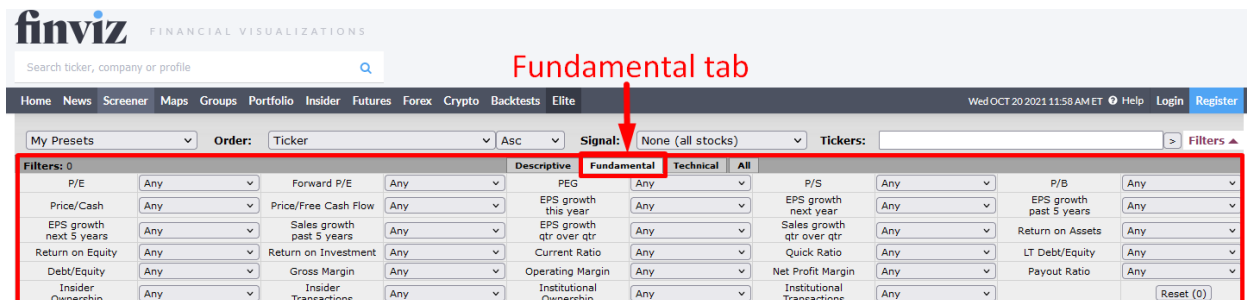 finviz FINANCIAL VISUALIZATIONS
Search ticker, company or profile
Fundamental tab
Home News Screener Maps Groups Portfolio Insider Futures Forex Crypto Backtests Elite Wed OCT 20 2021 11:58 AM ET ? Help Login Register
My Presets Order: Ticker Asc Signal: None (all stocks) Tickers: > Filters
Filters: 0 Descriptive Fundamental Technical All
P/E Any Forward P/E Any PEG Any P/S Any P/B Any
Price/Cash Any Price/Free Cash Flow Any EPS growth this year Any EPS growth next year Any EPS growth past 5 years Any
EPS growth next 5 years Any Sales growth past 5 years Any EPS growth qtr over qtr Any Sales growth qtr over qtr Any Return on Assets Any
Return on Equity Any Return on Investment Any Current Ratio Any Quick Ratio Any LT Debt/Equity Any
Debt/Equity Any Gross Margin Any Operating Margin Any Net Profit Margin Any Payout Ratio Any
Insider Ownership Any Insider Transactions Any Institutional Ownership Any Institutional Transactions Any Reset (0)